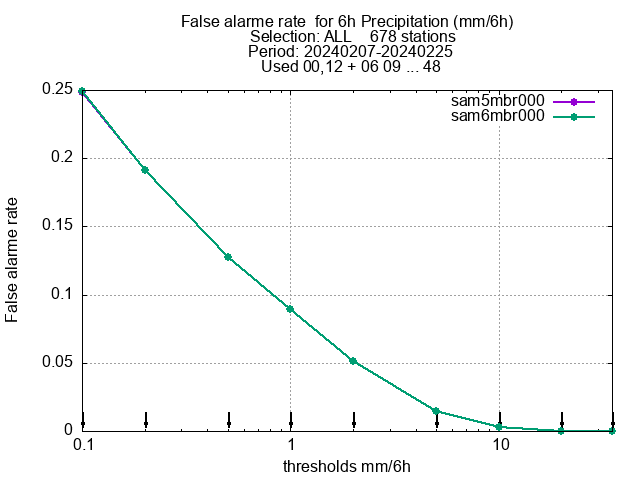 False alarme rate  for 6h Precipitation (mm/6h)
Selection: ALL    678 stations
Period: 20240207-20240225
Used 00,12 + 06 09 ... 48
sam5mbr000
sam6mbr000
0.25
0.2
0.15
0.1
0.05
0
False alarme rate
0.1
1
10
thresholds mm/6h